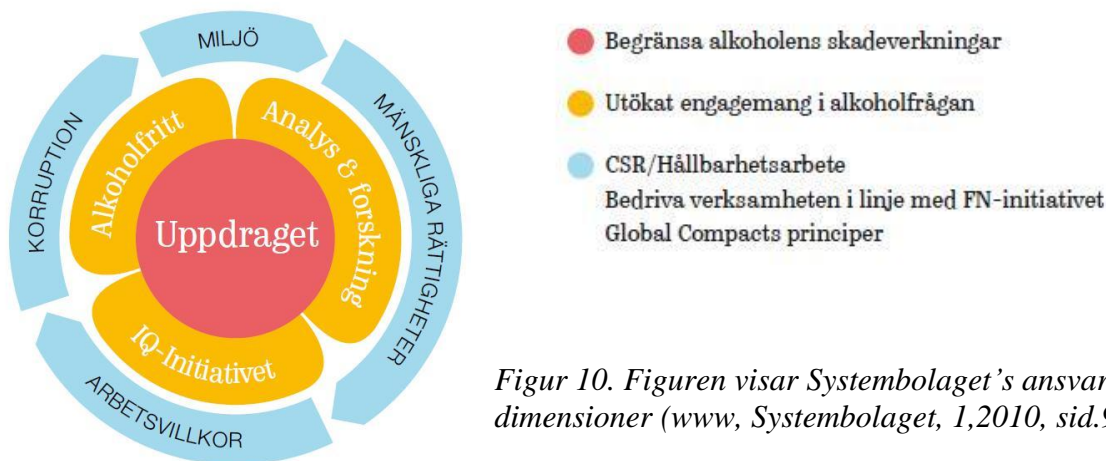 MILJÖ
MÄNSKLIGA RÄTTIGHETER
ARBETSVILLKOR
KORRUPTION
Alkoholfritt
Analys & forskning
IQ-Initiativet
Uppdraget
Begränsa alkoholens skadeverkningar
Utökat engagemang i alkoholfrågan
CSR/Hållbarhetsarbete
Bedriva verksamheten i linje med FN-initiativet
Global Compacts principer
Figur 10. Figuren visar Systembolaget's ansvar
dimensioner (www, Systembolaget, 1,2010, sid.9